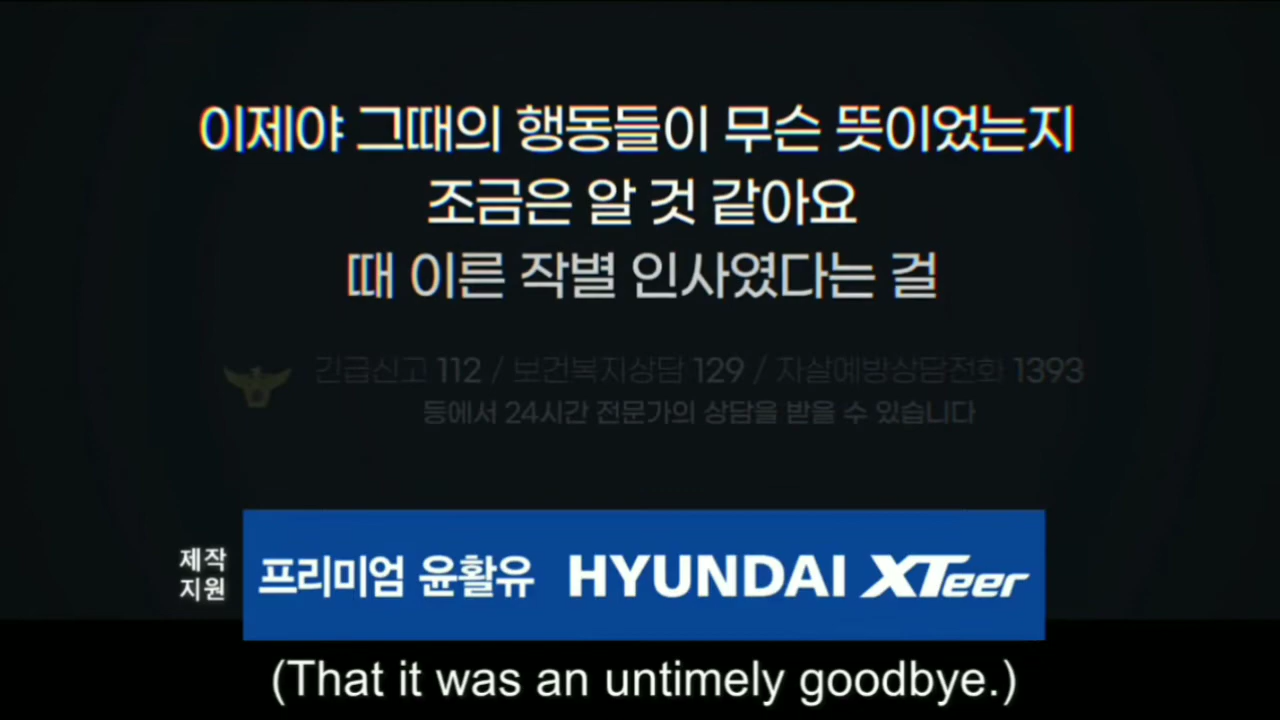 이제야 그때의 행동들이 무슨 뜻이었는지
조금은 알 것 같아요
때 이른 작별 인사였다는 걸
긴급신고 112 / 보건복지상담 129 / 자살예방상담전화 1393
등에서 24시간 전문가의 상담을 받을 수 있습니다
제작
지원
프리미엄 윤활유 HYUNDAI XTeer
(That it was an untimely goodbye.)